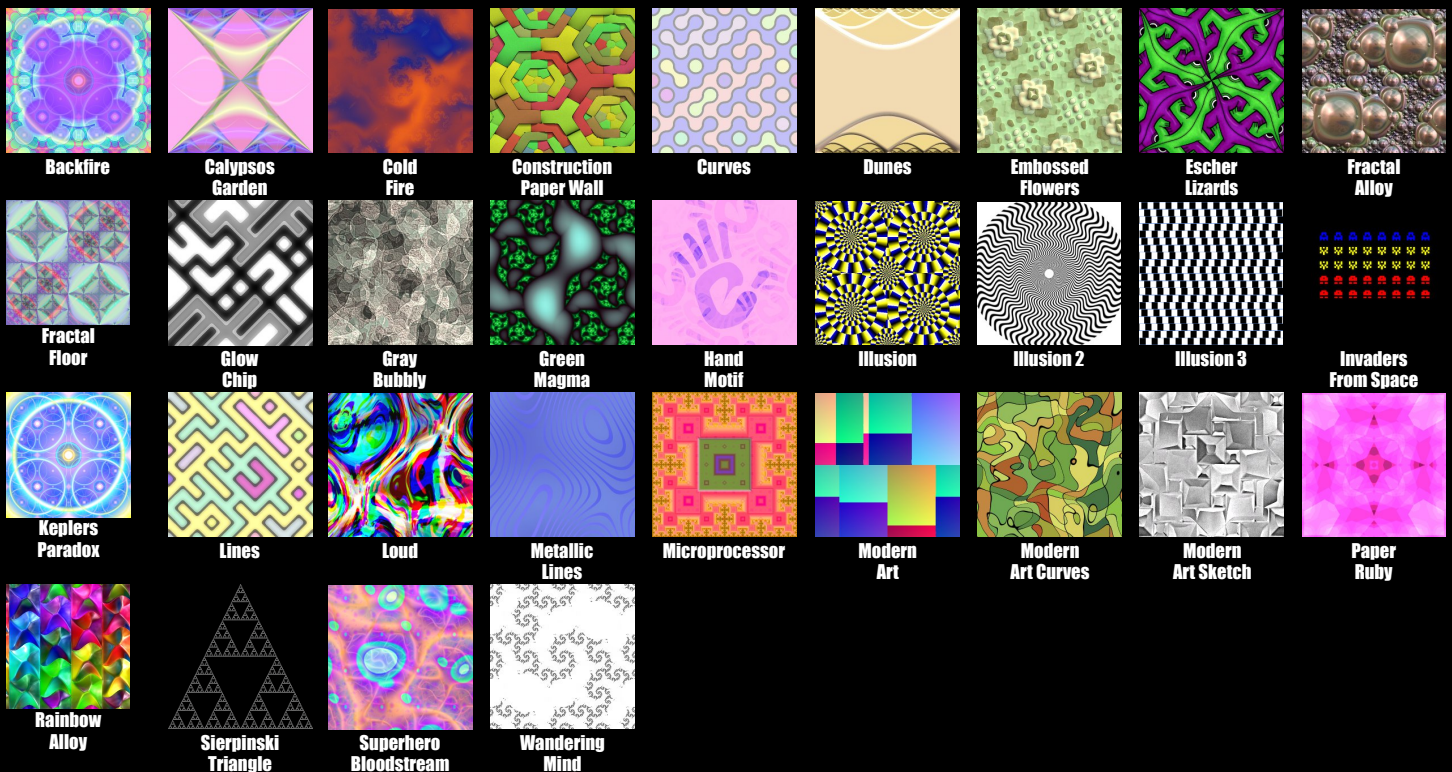 Backfire
Calypsos
Garden
Cold
Fire
Construction
Paper Wall
Curves
Dunes
Embossed
Flowers
Escher
Lizards
Fractal
Alloy
Fractal
Floor
Glow
Chip
Gray
Bubbly
Green
Magma
Hand
Motif
Illusion
Illusion 2
Illusion 3
Invaders
From Space
Keplers
Paradox
Lines
Loud
Metallic
Lines
Microprocessor
Modern
Art
Modern
Art Curves
Modern
Art Sketch
Paper
Ruby
Rainbow
Alloy
Sierpinski
Triangle
Superhero
Bloodstream
Wandering
Mind